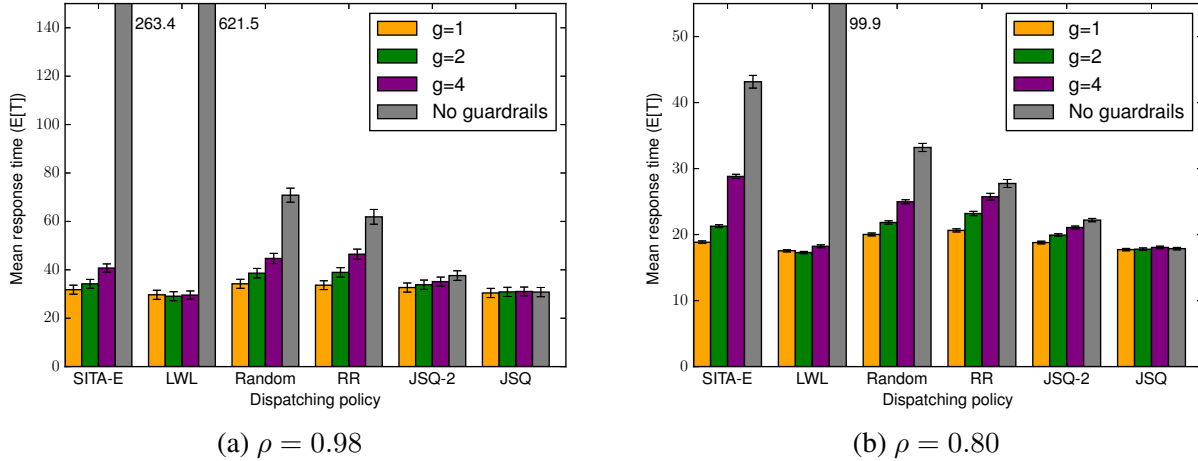 Mean response time (E[T])
140
120
100
80
60
40
20
0
263.4
621.5
g=1
g=2
g=4
No guardrails
SITA-E LWL Random RR JSQ-2 JSQ
Dispatching policy
(a) ρ = 0.98
Mean response time (E[T])
50
40
30
20
10
0
99.9
g=1
g=2
g=4
No guardrails
SITA-E LWL Random RR JSQ-2 JSQ
Dispatching policy
(b) ρ = 0.80